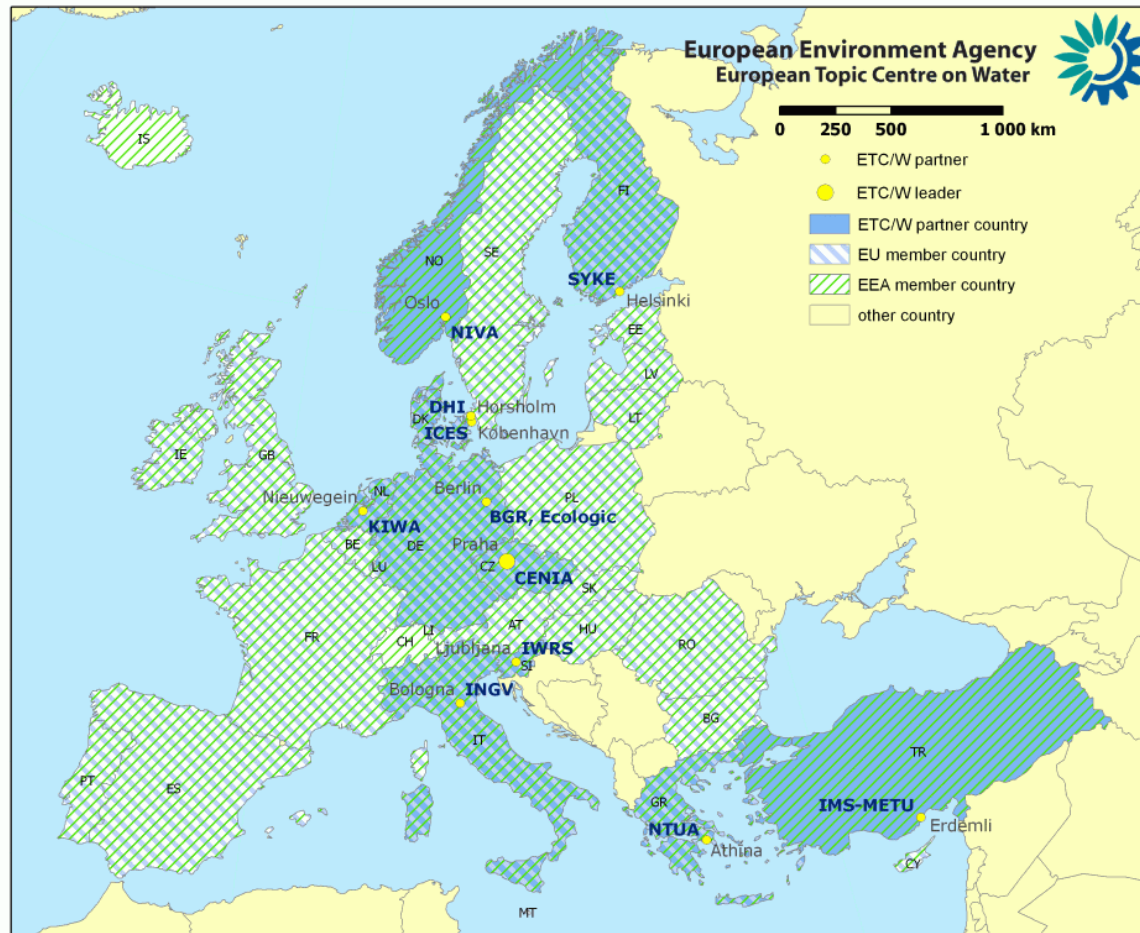 European Environment Agency
European Topic Centre on Water
0 250 500 1 000 km
ETC/W partner
ETC/W leader
ETC/W partner country
EU member country
EEA member country
other country
IS
FI
SE
NO
SYKE
Oslo
Helsinki
NIVA
EE
LV
DHI
Horsholm
DK
LT
ICES
København
IE
GB
Nieuwegein
NL
Berlin
PL
KIWA
BGR, Ecologic
BE
DE
Praha
LU
CZ
CENIA
SK
FR
LI
AT
HU
CH
Ljubljana
IWRS
RO
SI
Bologna
INGV
BG
IT
TR
PT
ES
GR
IMS-METU
NTUA
Erdemli
Athina
CY
MT